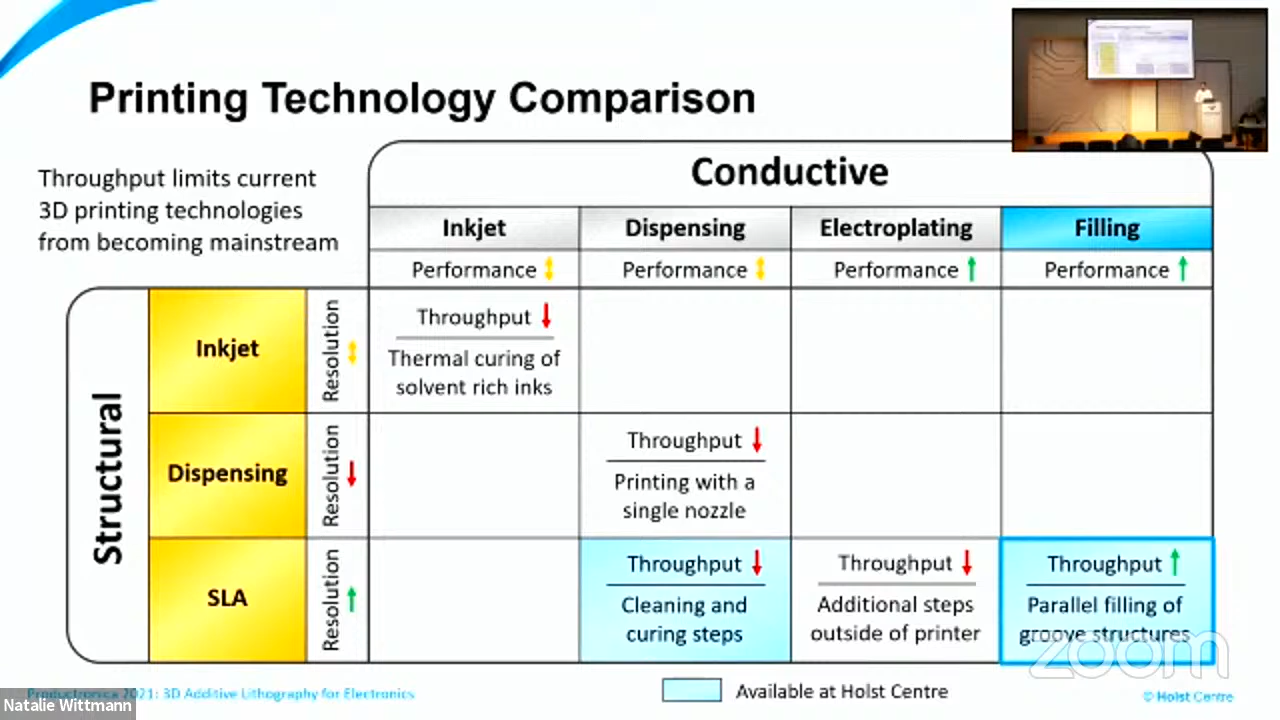 Printing Technology Comparison
Throughput limits current
3D printing technologies
from becoming mainstream
Conductive
Inkjet
Dispensing
Electroplating
Filling
Performance
Performance
Performance
Performance
Structural
Inkjet
Resolution
Throughput
Thermal curing of
solvent rich inks
Dispensing
Resolution
Throughput
Printing with a
single nozzle
SLA
Resolution
Throughput
Cleaning and
curing steps
Throughput
Additional steps
outside of printer
Throughput
Parallel filling of
groove structures
zoom
Productronica 2021: 3D Additive Lithography for Electronics
Available at Holst Centre
© Holst Centre
Natalie Wittmann